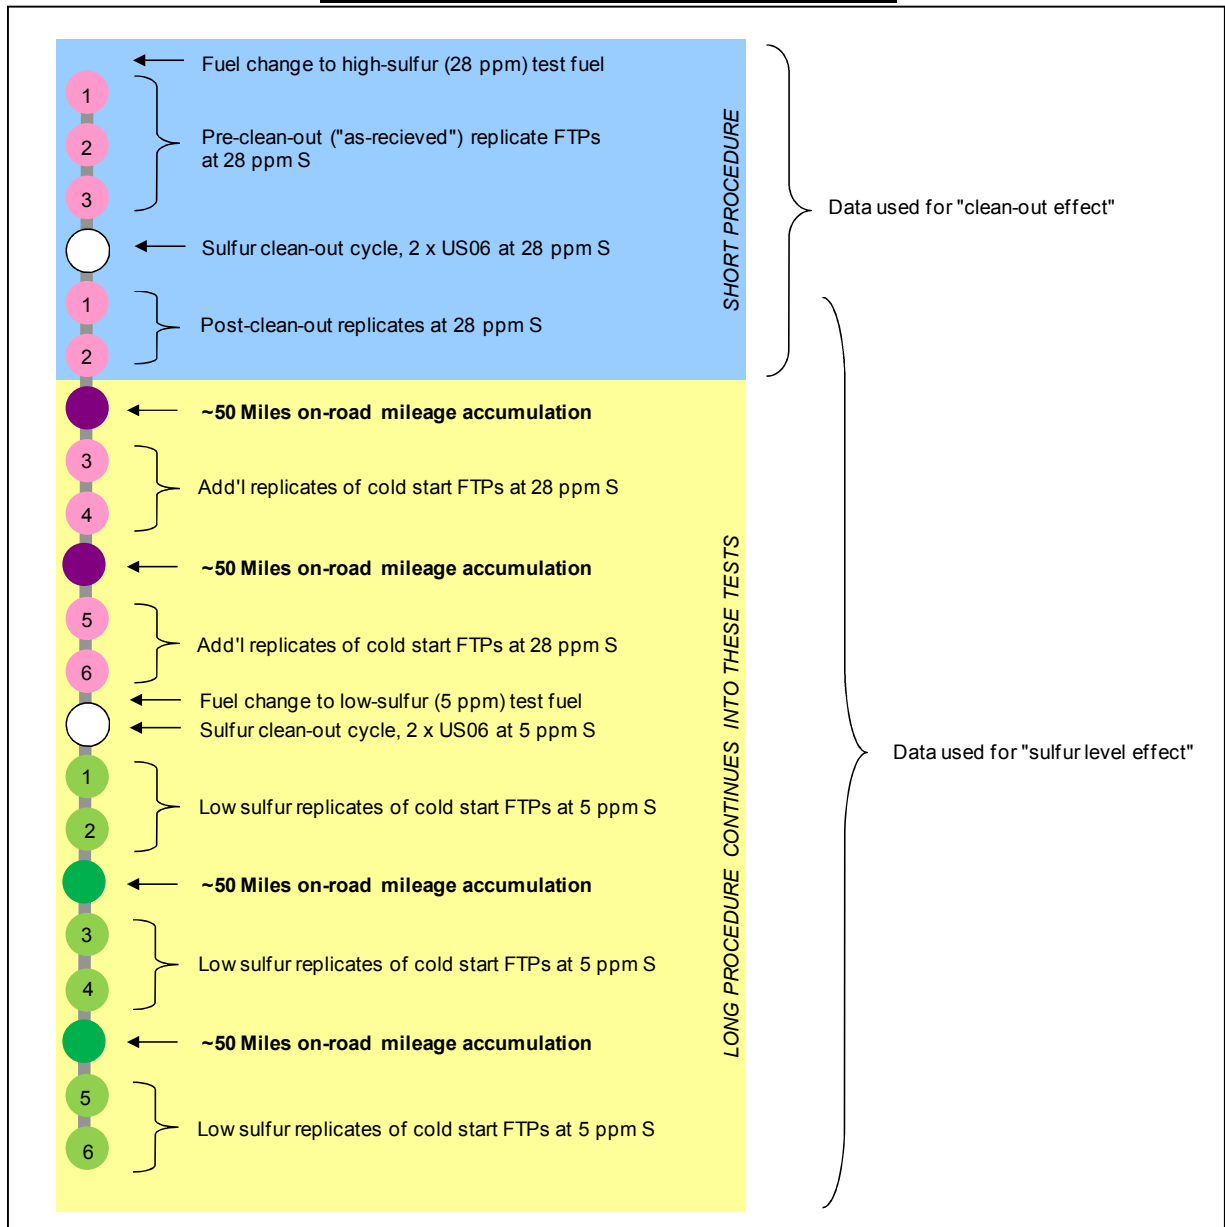 Fuel change to high-sulfur (28 ppm) test fuel
1
2
3
Pre-clean-out ("as-recieved") replicate FTPs
at 28 ppm S
Sulfur clean-out cycle, 2 x US06 at 28 ppm S
1
2
Post-clean-out replicates at 28 ppm S
SHORT PROCEDURE
Data used for "clean-out effect"
~50 Miles on-road mileage accumulation
3
4
Add'l replicates of cold start FTPs at 28 ppm S
~50 Miles on-road mileage accumulation
5
6
Add'l replicates of cold start FTPs at 28 ppm S
Fuel change to low-sulfur (5 ppm) test fuel
Sulfur clean-out cycle, 2 x US06 at 5 ppm S
1
2
Low sulfur replicates of cold start FTPs at 5 ppm S
~50 Miles on-road mileage accumulation
3
4
Low sulfur replicates of cold start FTPs at 5 ppm S
~50 Miles on-road mileage accumulation
5
6
Low sulfur replicates of cold start FTPs at 5 ppm S
LONG PROCEDURE CONTINUES INTO THESE TESTS
Data used for "sulfur level effect"